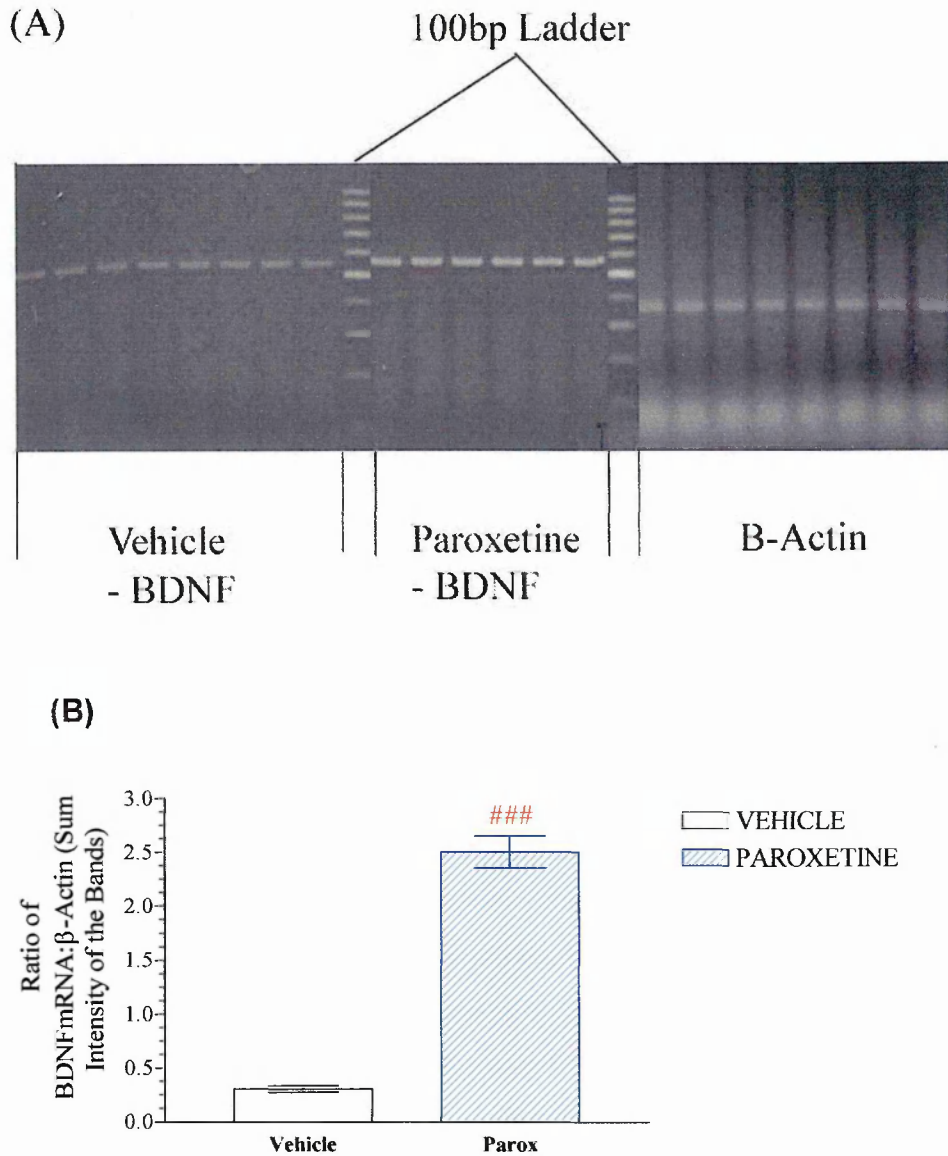 (A)
100bp Ladder
Vehicle
- BDNF
Paroxetine
- BDNF
B-Actin
(B)
Ratio of
BDNFmRNA:β-Actin (Sum
Intensity of the Bands)
3.0
2.5
2.0
1.5
1.0
0.5
0.0
###
VEHICLE
PAROXETINE
Vehicle
Parox